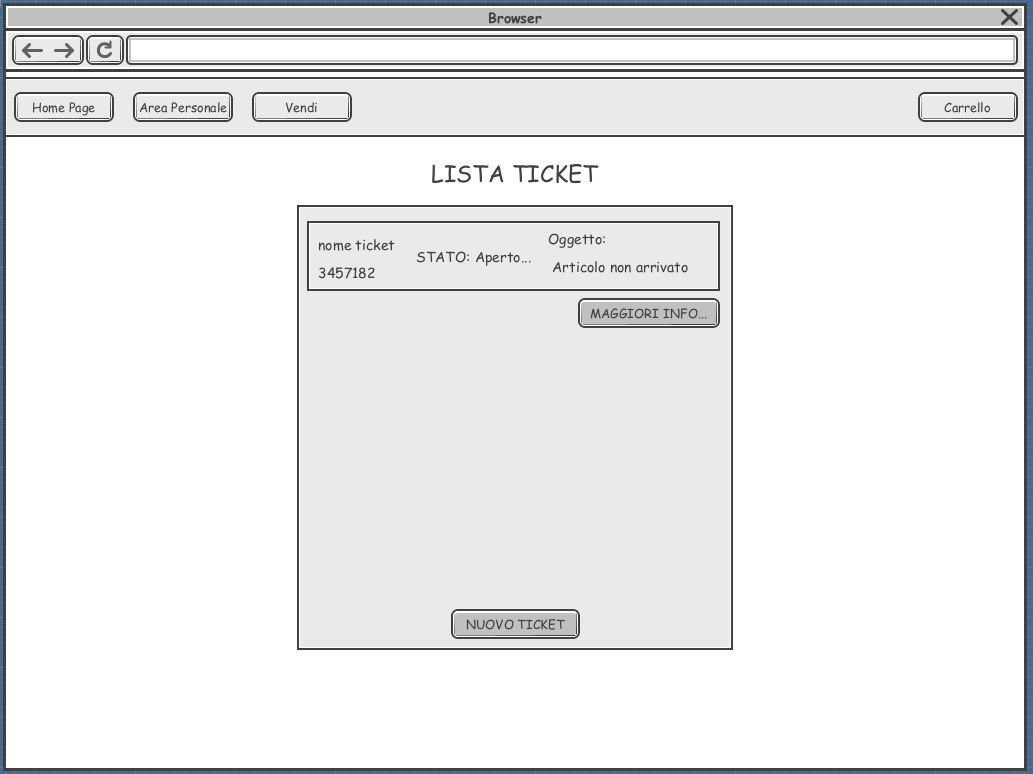 Browser
Home Page
Area Personale
Vendi
Carrello
LISTA TICKET
nome ticket
3457182
STATO: Aperto...
Oggetto:
Articolo non arrivato
MAGGIORI INFO...
NUOVO TICKET